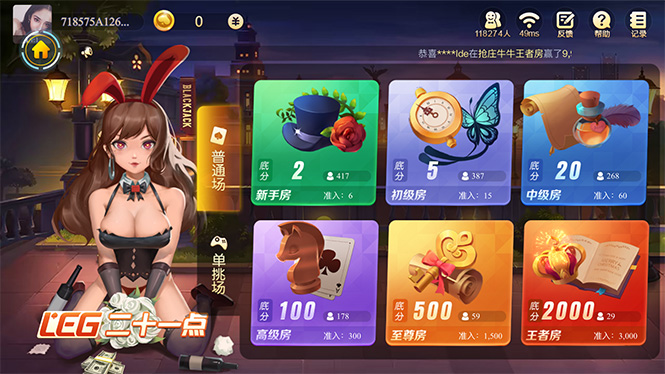 718575A126...
0
118274人
49ms
反馈
帮助
记录
恭喜****lde在抢庄牛牛王者房赢了9,
BLACKJACK
普通场
单挑场
底分 2
417
新手房
准入：6
底分 5
387
初级房
准入：15
底分 20
268
中级房
准入：60
底分 100
178
高级房
准入：300
底分 500
59
至尊房
准入：1,500
底分 2000
29
王者房
准入：3,000
LEG 二十一点